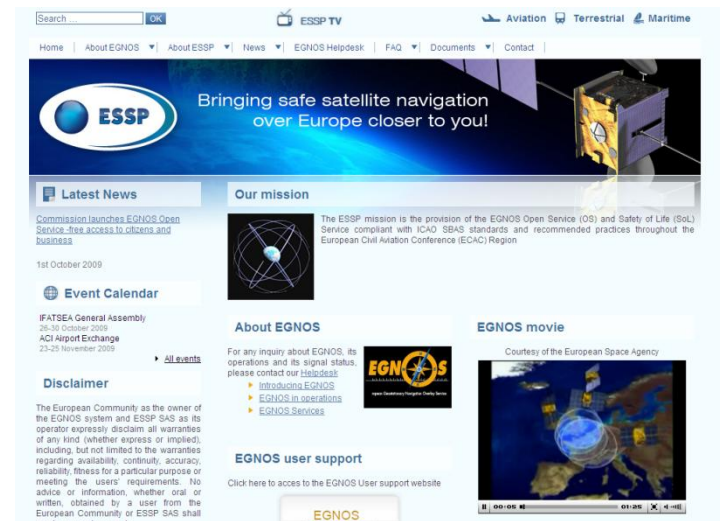 Search ...
OK
ESSP TV
Aviation
Terrestrial
Maritime
Home
About EGNOS
About ESSP
News
EGNOS Helpdesk
FAQ
Documents
Contact
ESSP
Bringing safe satellite navigation
over Europe closer to you!
Latest News
Commission launches EGNOS Open
Service -free access to citizens and
business
1st October 2009
Event Calendar
IFATSEA General Assembly
26-30 October 2009
ACI Airport Exchange
23-25 November 2009
All events
Disclaimer
The European Community as the owner of
the EGNOS system and ESSP SAS as its
operator expressly disclaim all warranties
of any kind (whether express or implied),
including, but not limited to the warranties
regarding availability, continuity, accuracy,
reliability, fitness for a particular purpose or
meeting the users' requirements. No
advice or information, whether oral or
written, obtained by a user from the
European Community or ESSP SAS shall
Our mission
The ESSP mission is the provision of the EGNOS Open Service (OS) and Safety of Life (SoL)
Service compliant with ICAO SBAS standards and recommended practices throughout the
European Civil Aviation Conference (ECAC) Region
About EGNOS
For any inquiry about EGNOS, its
operations and its signal status,
please contact our Helpdesk
Introducing EGNOS
EGNOS in operations
EGNOS Services
EGNOS
European Geostationary Navigation Overlay Service
EGNOS user support
Click here to acces to the EGNOS User support website
EGNOS
EGNOS movie
Courtesy of the European Space Agency
00:05
01:25